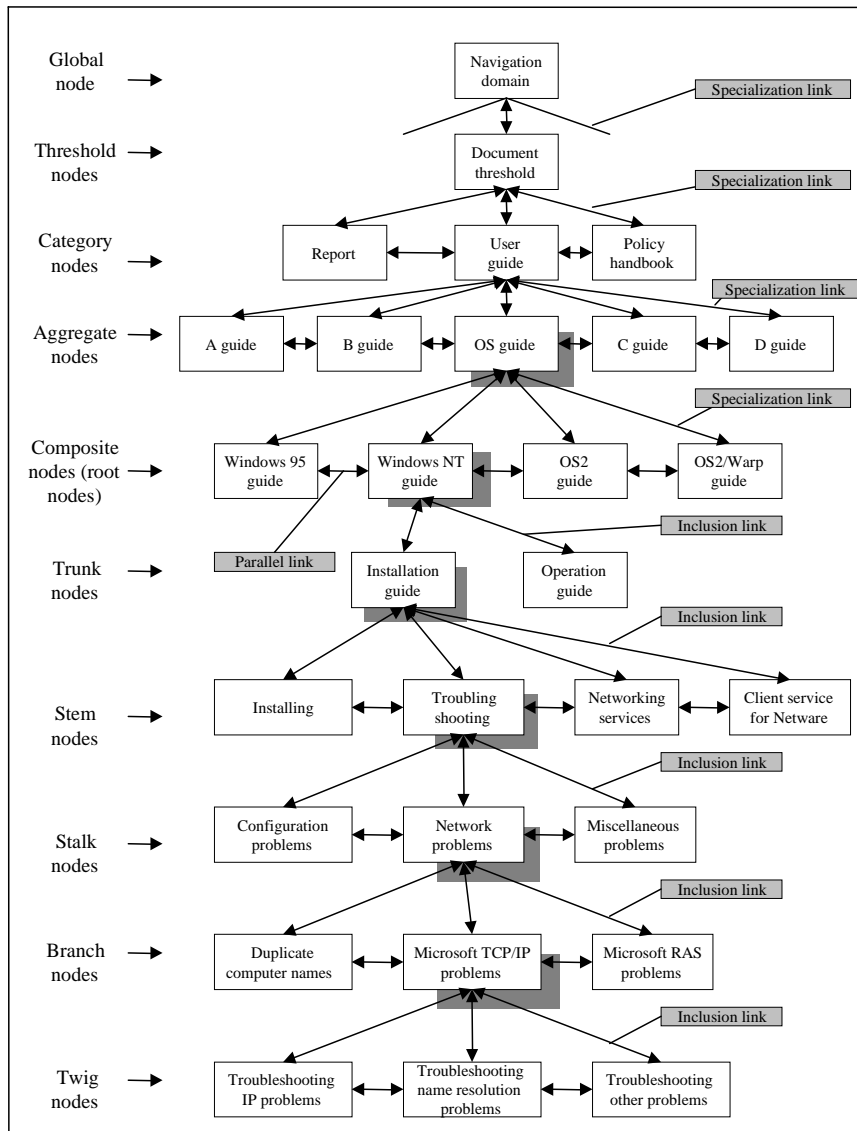 Global
node
Navigation
domain
Specialization link
Threshold
nodes
Document
threshold
Specialization link
Category
nodes
Report
User
guide
Policy
handbook
Specialization link
Aggregate
nodes
A guide
B guide
OS guide
C guide
D guide
Specialization link
Composite
nodes (root
nodes)
Windows 95
guide
Windows NT
guide
OS2
guide
OS2/Warp
guide
Inclusion link
Parallel link
Trunk
nodes
Installation
guide
Operation
guide
Inclusion link
Stem
nodes
Installing
Troubling
shooting
Networking
services
Client service
for Netware
Inclusion link
Stalk
nodes
Configuration
problems
Network
problems
Miscellaneous
problems
Inclusion link
Branch
nodes
Duplicate
computer names
Microsoft TCP/IP
problems
Microsoft RAS
problems
Inclusion link
Twig
nodes
Troubleshooting
IP problems
Troubleshooting
name resolution
problems
Troubleshooting
other problems